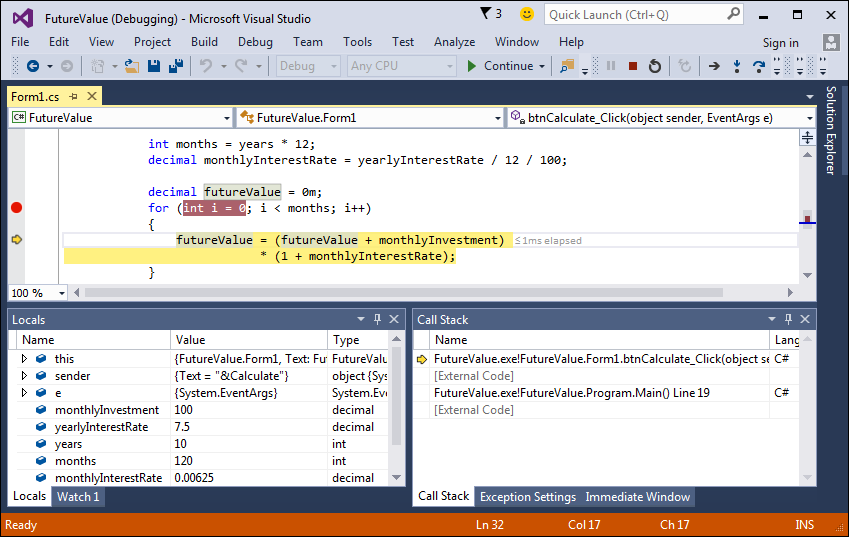 FutureValue (Debugging) - Microsoft Visual Studio
3
Quick Launch (Ctrl+Q)
File Edit View Project Build Debug Team Tools Test Analyze Window Help Sign in
Debug Any CPU Continue
Form1.cs
C# FutureValue FutureValue.Form1 btnCalculate_Click(object sender, EventArgs e)
Solution Explorer
int months = years * 12;
decimal monthlyInterestRate = yearlyInterestRate / 12 / 100;
decimal futureValue = 0m;
for (int i = 0; i < months; i++)
{
futureValue = (futureValue + monthlyInvestment) ≤1ms elapsed
* (1 + monthlyInterestRate);
}
100 %
Locals
Name Value Type
this {FutureValue.Form1, Text: Fu FutureV
sender {Text = "&Calculate"} object {Sys
e {System.EventArgs} System.Ev
monthlyInvestment 100 decimal
yearlyInterestRate 7.5 decimal
years 10 int
months 120 int
monthlyInterestRate 0.00625 decimal
Locals Watch 1
Call Stack
Name Lang
FutureValue.exe!FutureValue.Form1.btnCalculate_Click(object se C#
[External Code]
FutureValue.exe!FutureValue.Program.Main() Line 19 C#
[External Code]
Call Stack Exception Settings Immediate Window
Ready Ln 32 Col 17 Ch 17 INS